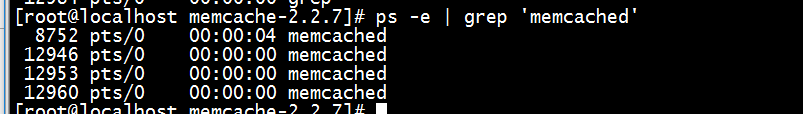 [root@localhost memcache-2.2.7]# ps -e | grep 'memcached'
 8752 pts/0    00:00:04 memcached
12946 pts/0    00:00:00 memcached
12953 pts/0    00:00:00 memcached
12960 pts/0    00:00:00 memcached
[root@localhost memcache-2.2.7]#